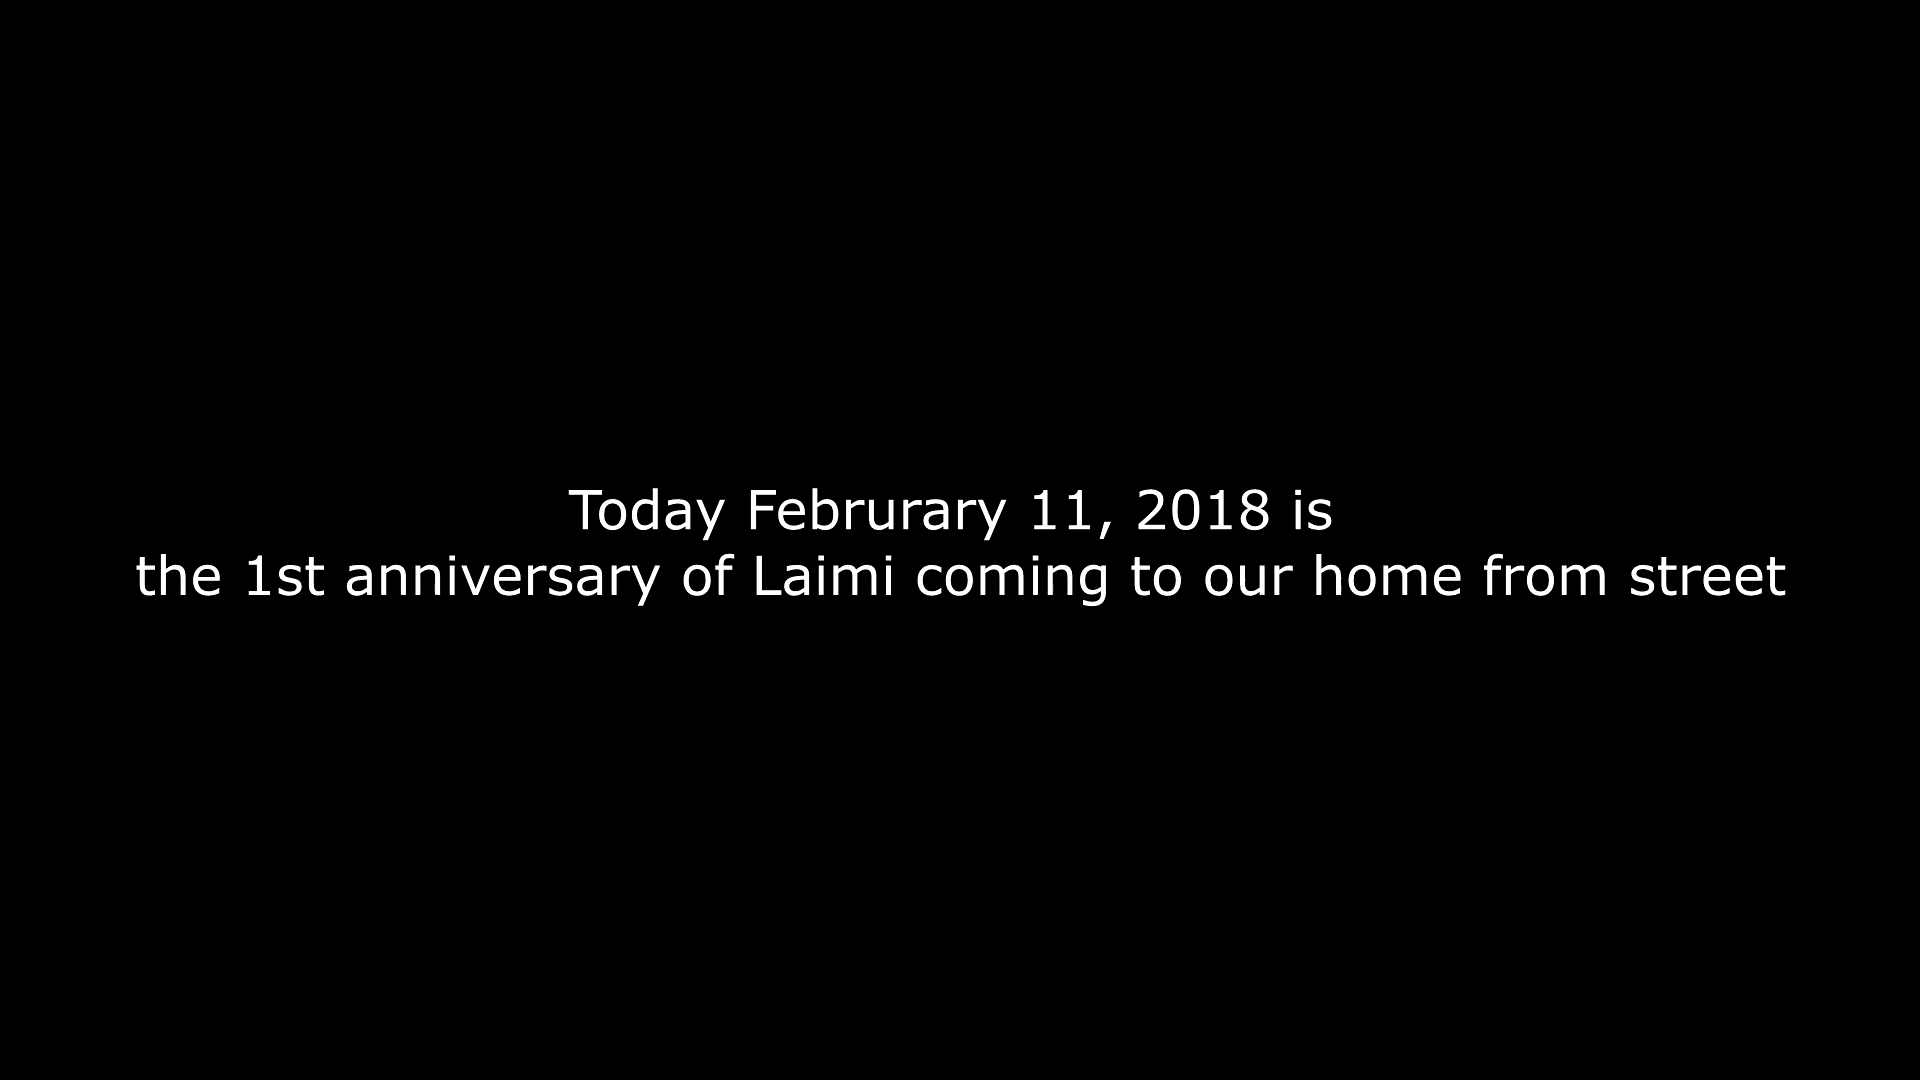 Today Februrary 11, 2018 is
the 1st anniversary of Laimi coming to our home from street